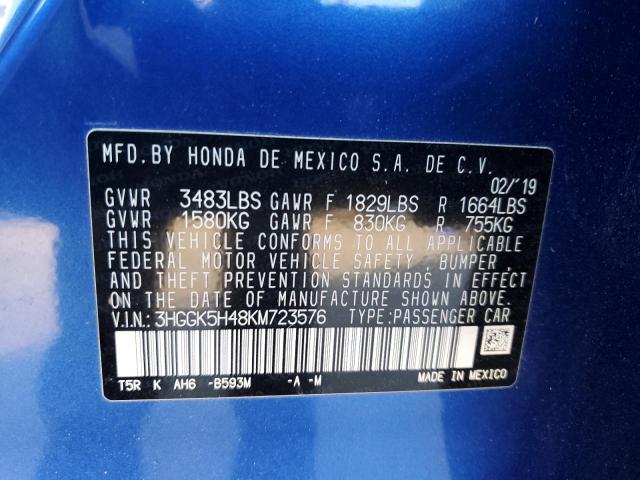 MFD.BY HONDA DE MEXICO S.A. DE C.V.
02/'19
GVWR 3483LBS GAWR F 1829LBS R 1664LBS
GVWR 1580KG GAWR F 830KG R 755KG
THIS VEHICLE CONFORMS TO ALL APPLICABLE
FEDERAL MOTOR VEHICLE SAFETY, BUMPER,
AND THEFT PREVENTION STANDARDS IN EFFECT
ON THE DATE OF MANUFACTURE SHOWN ABOVE.
V.I.N.: 3HGGK5H48KM723576 TYPE:PASSENGER CAR
T5R K AH6 -B593M -A -M
MADE IN MEXICO